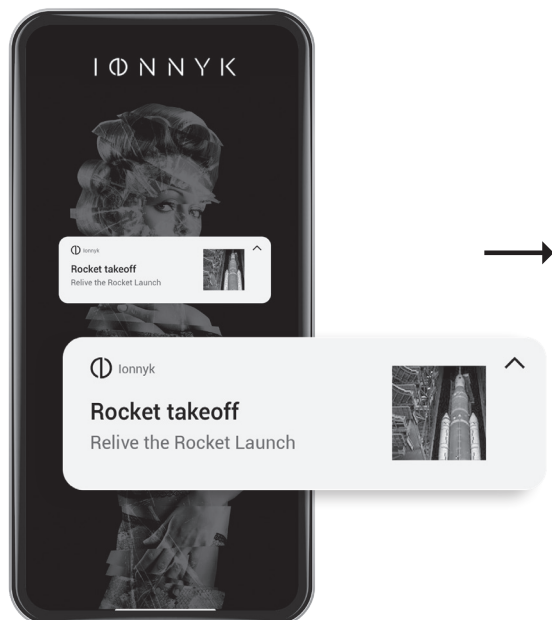 IONNYK
Ionnyk
Rocket takeoff
Relive the Rocket Launch
Ionnyk
Rocket takeoff
Relive the Rocket Launch